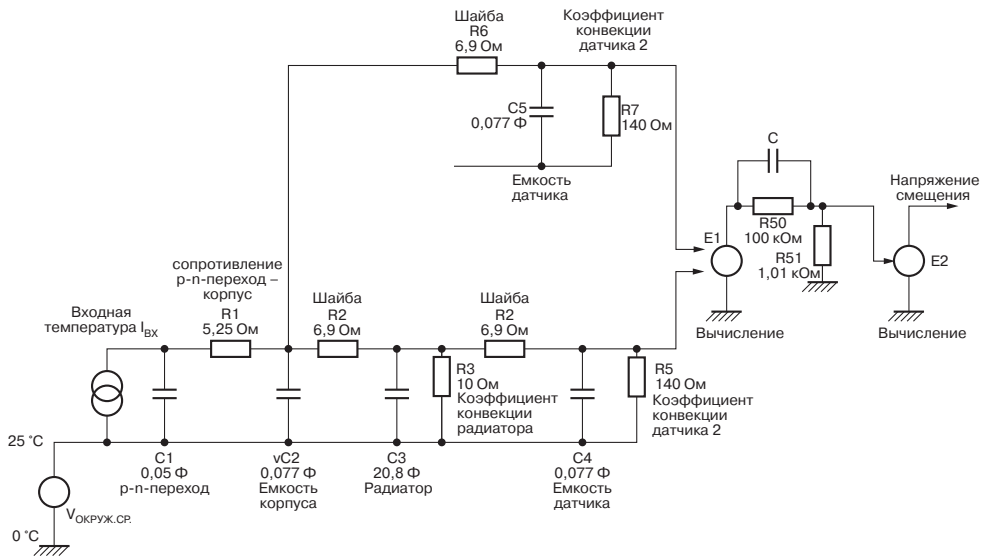 Шайба
R6
6,9 Ом
Коэффициент
конвекции
датчика 2
C5
0,077 Ф
R7
140 Ом
Емкость
датчика
C
R50
100 кОм
R51
1,01 кОм
Напряжение
смещения
E1
E2
Вычисление
Вычисление
сопротивление
p-n-переход –
корпус
R1
5,25 Ом
Шайба
R2
6,9 Ом
Шайба
R2
6,9 Ом
Входная
температура IВХ
R3
10 Ом
Коэффициент
конвекции
радиатора
R5
140 Ом
Коэффициент
конвекции
датчика 2
25 °C
C1
0,05 Ф
p-n-переход
vC2
0,077 Ф
Емкость
корпуса
C3
20,8 Ф
Радиатор
C4
0,077 Ф
Емкость
датчика
VОКРУЖ.СР.
0 °C